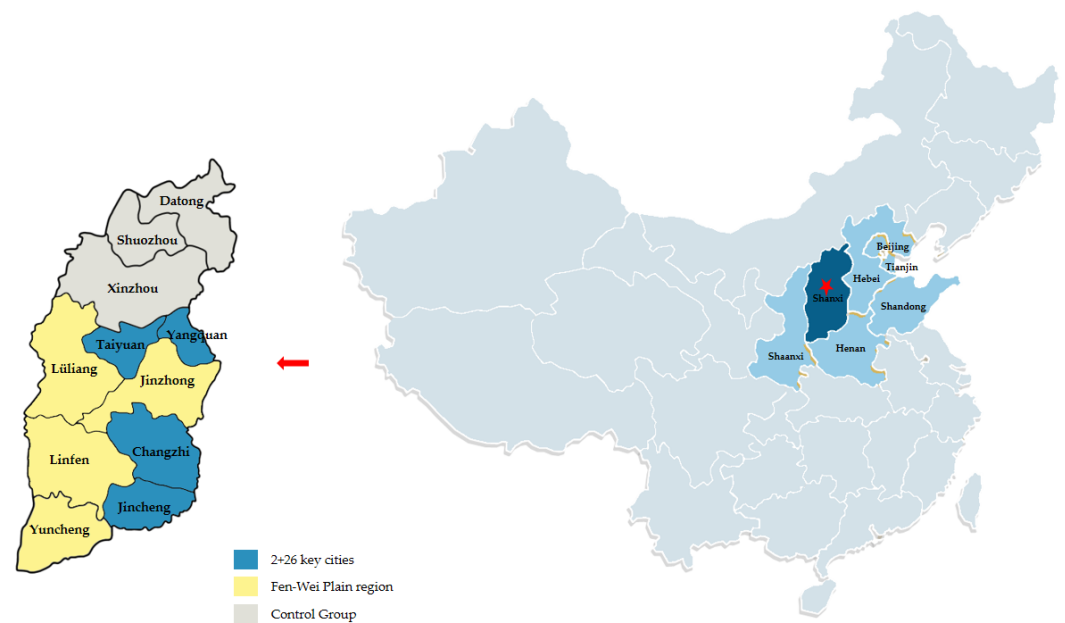 Datong
Shuozhou
Xinzhou
Taiyuan
Yangquan
Lüliang
Jinzhong
Linfen
Changzhi
Jincheng
Yuncheng
2+26 key cities
Fen-Wei Plain region
Control Group
Beijing
Tianjin
Hebei
Shanxi
Shandong
Henan
Shaanxi